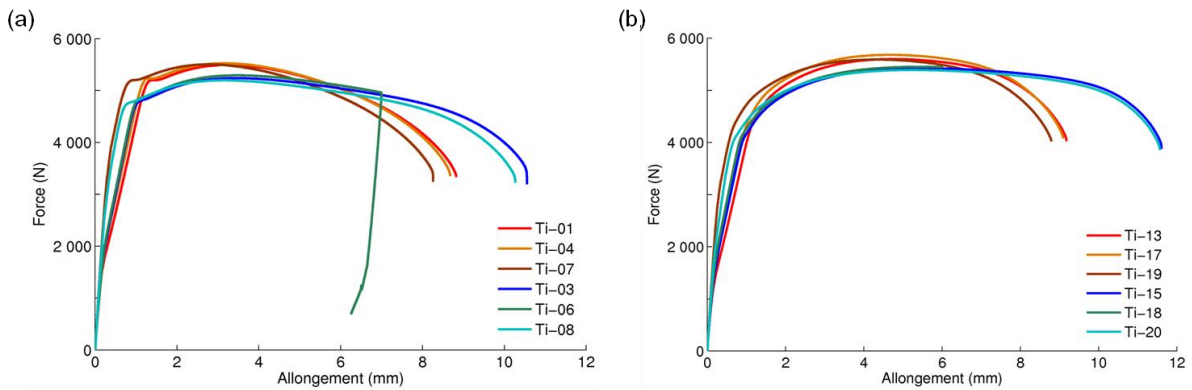 (a)
6 000
4 000
2 000
0
Force (N)
0 2 4 6 8 10 12
Allongement (mm)
Ti-01
Ti-04
Ti-07
Ti-03
Ti-06
Ti-08
(b)
6 000
4 000
2 000
0
Force (N)
0 2 4 6 8 10 12
Allongement (mm)
Ti-13
Ti-17
Ti-19
Ti-15
Ti-18
Ti-20